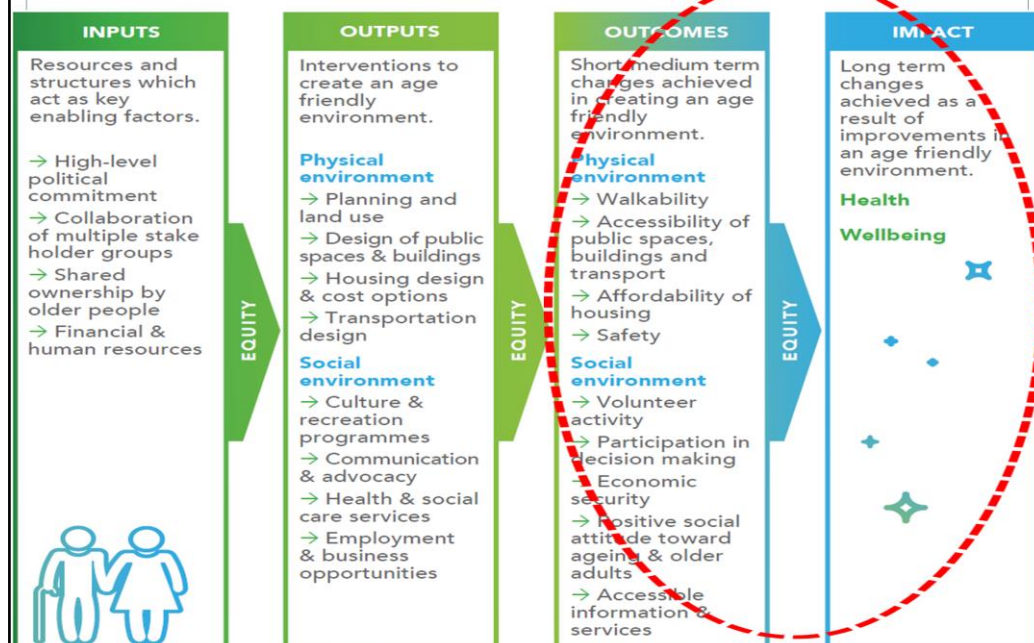 INPUTS
Resources and
structures which
act as key
enabling factors.
→ High-level
political
commitment
→ Collaboration
of multiple stake
holder groups
→ Shared
ownership by
older people
→ Financial &
human resources
EQUITY
OUTPUTS
Interventions to
create an age
friendly
environment.
Physical
environment
→ Planning and
land use
→ Design of public
spaces & buildings
→ Housing design
& cost options
→ Transportation
design
Social
environment
→ Culture &
recreation
programmes
→ Communication
& advocacy
→ Health & social
care services
→ Employment
& business
opportunities
EQUITY
OUTCOMES
Short/medium term
changes achieved
in creating an age
friendly
environment.
Physical
environment
→ Walkability
→ Accessibility of
public spaces,
buildings and
transport
→ Affordability of
housing
→ Safety
Social
environment
→ Volunteer
activity
→ Participation in
decision making
→ Economic
security
→ Positive social
attitude toward
ageing & older
adults
→ Accessible
information &
services
EQUITY
IMPACT
Long term
changes
achieved as a
result of
improvements in
an age friendly
environment.
Health
Wellbeing